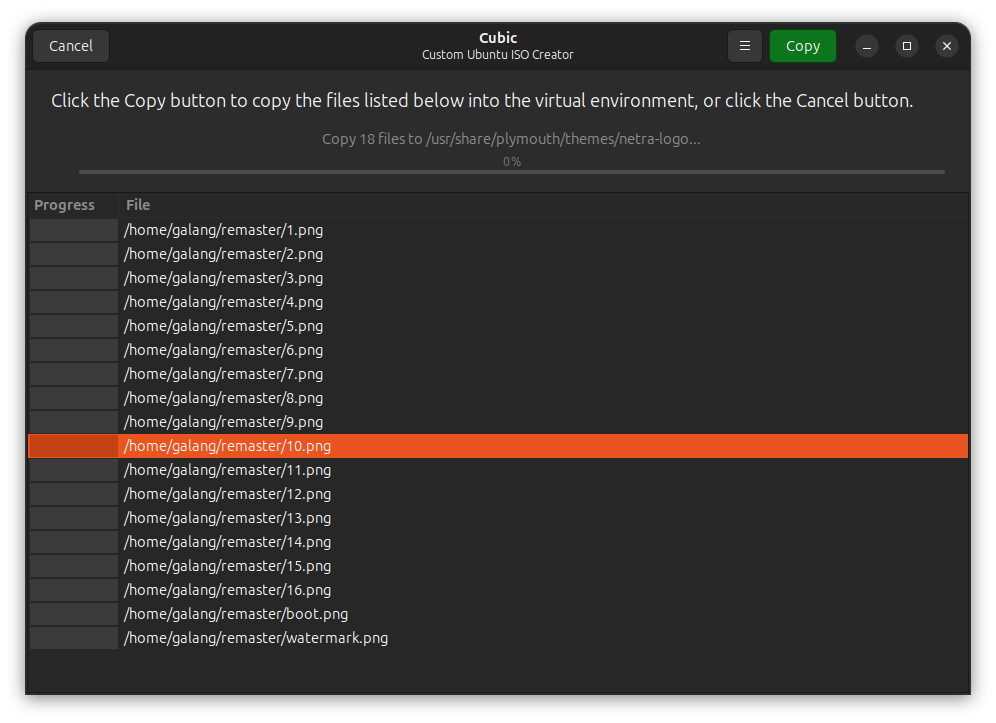 Cancel
Cubic
Custom Ubuntu ISO Creator
Copy
Click the Copy button to copy the files listed below into the virtual environment, or click the Cancel button.
Copy 18 files to /usr/share/plymouth/themes/netra-logo...
0%
Progress File
/home/galang/remaster/1.png
/home/galang/remaster/2.png
/home/galang/remaster/3.png
/home/galang/remaster/4.png
/home/galang/remaster/5.png
/home/galang/remaster/6.png
/home/galang/remaster/7.png
/home/galang/remaster/8.png
/home/galang/remaster/9.png
/home/galang/remaster/10.png
/home/galang/remaster/11.png
/home/galang/remaster/12.png
/home/galang/remaster/13.png
/home/galang/remaster/14.png
/home/galang/remaster/15.png
/home/galang/remaster/16.png
/home/galang/remaster/boot.png
/home/galang/remaster/watermark.png